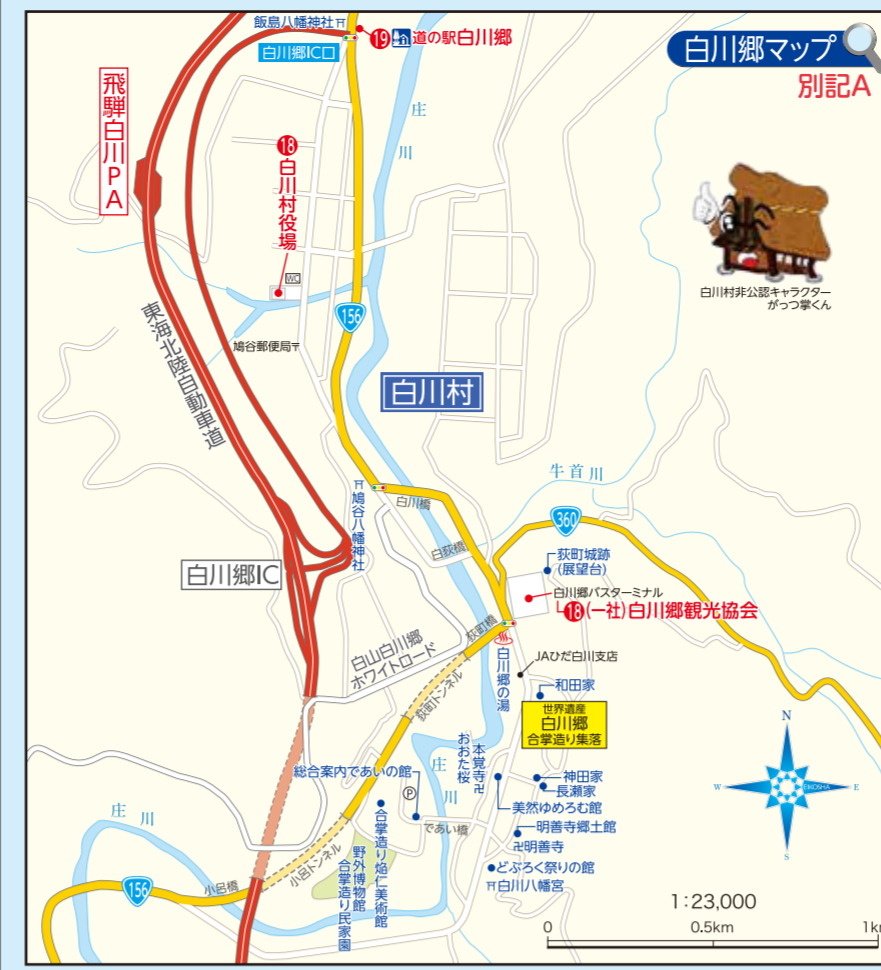 飯島八幡神社
白川郷IC口
⑲ 道の駅白川郷
白川郷マップ
別記A
飛騨白川PA
庄川
⑱白川村役場
WC
156
鳩谷郵便局〒
東海北陸自動車道
白川村非公認キャラクター
がっつ掌くん
白川村
牛首川
360
鳩谷八幡神社
白川橋
白荻橋
荻町城跡
(展望台)
白川郷バスターミナル
⑱(一社)白川郷観光協会
白川郷IC
荻町橋
白山白川郷
ホワイトロード
荻町トンネル
白川郷の湯
JAひだ白川支店
和田家
世界遺産
白川郷
合掌造り集落
本覚寺卍
おおた桜
総合案内であいの館
P
庄川
神田家
長瀬家
美然ゆめろむ館
であい橋
明善寺郷土館
卍明善寺
どぶろく祭りの館
白川八幡宮
庄川
156
小呂橋
小呂トンネル
合掌造り焔仁美術館
野外博物館
合掌造り民家園
N
W
E
S
EIKOSHA
1:23,000
0 0.5km 1km